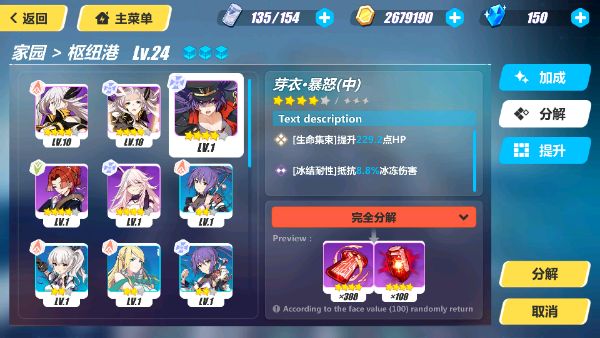 返回
主菜单
135/154
2679190
150
家园 > 枢纽港 Lv.24
LV.10
LV.10
LV.1
LV.1
LV.1
LV.1
LV.1
LV.1
LV.1
芽衣·暴怒(中)
Text description
[生命集束]提升229.2点HP
[冰结耐性]抵抗8.8%冰冻伤害
完全分解
Preview :
×380
×100
According to the face value (100) randomly return
加成
分解
提升
分解
取消